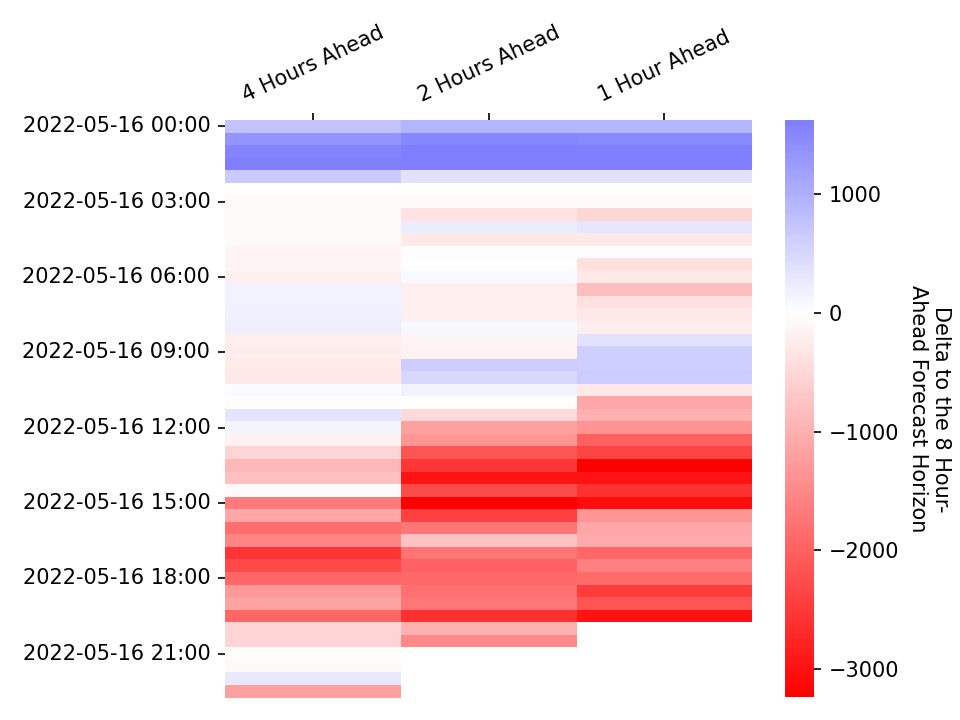 4 Hours Ahead
2 Hours Ahead
1 Hour Ahead
2022-05-16 00:00
2022-05-16 03:00
2022-05-16 06:00
2022-05-16 09:00
2022-05-16 12:00
2022-05-16 15:00
2022-05-16 18:00
2022-05-16 21:00
1000
0
−1000
−2000
−3000
Delta to the 8 Hour-
Ahead Forecast Horizon